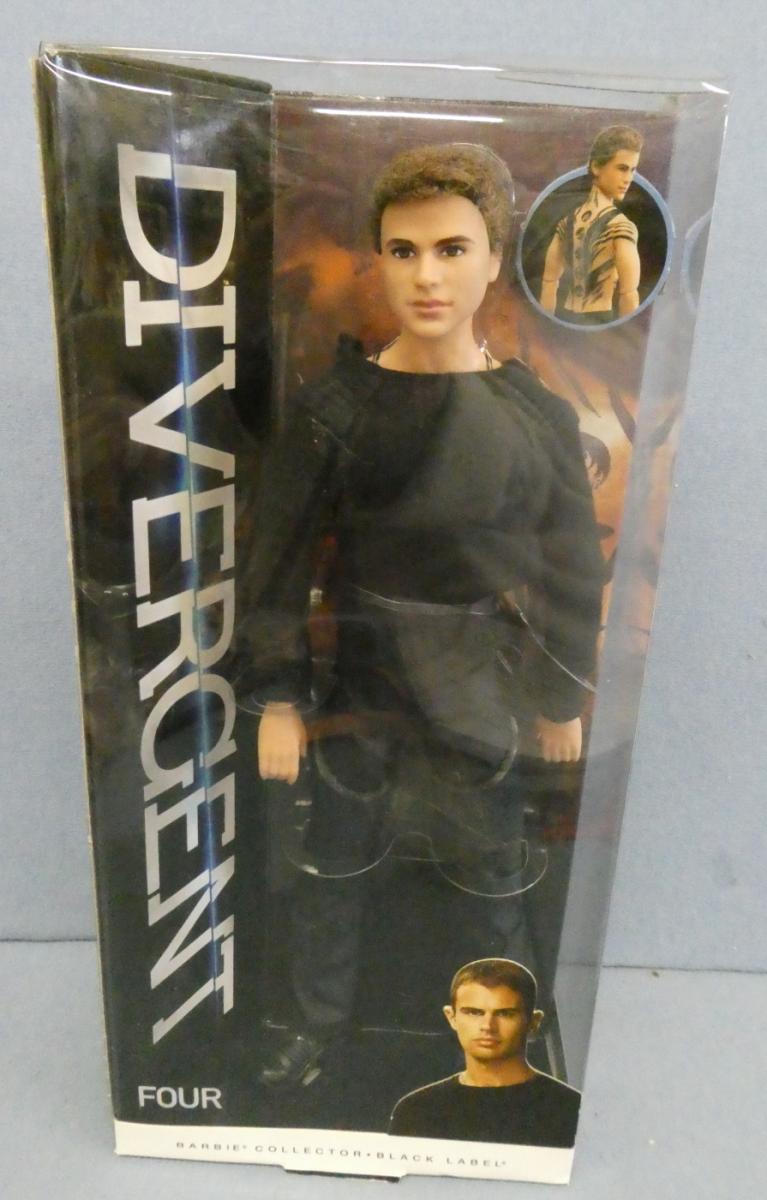 DIVERGENT
FOUR
BARBIE® COLLECTOR • BLACK LABEL®